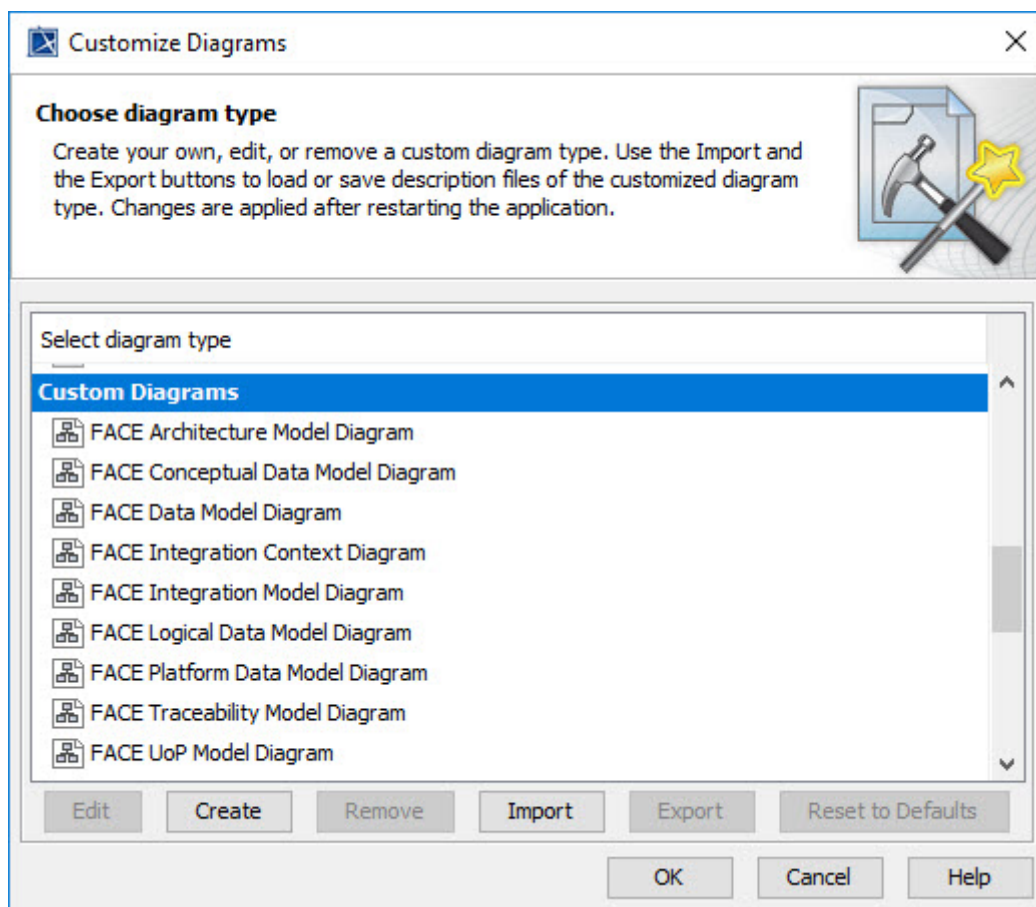 Customize Diagrams
Choose diagram type
Create your own, edit, or remove a custom diagram type. Use the Import and
the Export buttons to load or save description files of the customized diagram
type. Changes are applied after restarting the application.
Select diagram type
Custom Diagrams
FACE Architecture Model Diagram
FACE Conceptual Data Model Diagram
FACE Data Model Diagram
FACE Integration Context Diagram
FACE Integration Model Diagram
FACE Logical Data Model Diagram
FACE Platform Data Model Diagram
FACE Traceability Model Diagram
FACE UoP Model Diagram
Edit Create Remove Import Export Reset to Defaults
OK Cancel Help